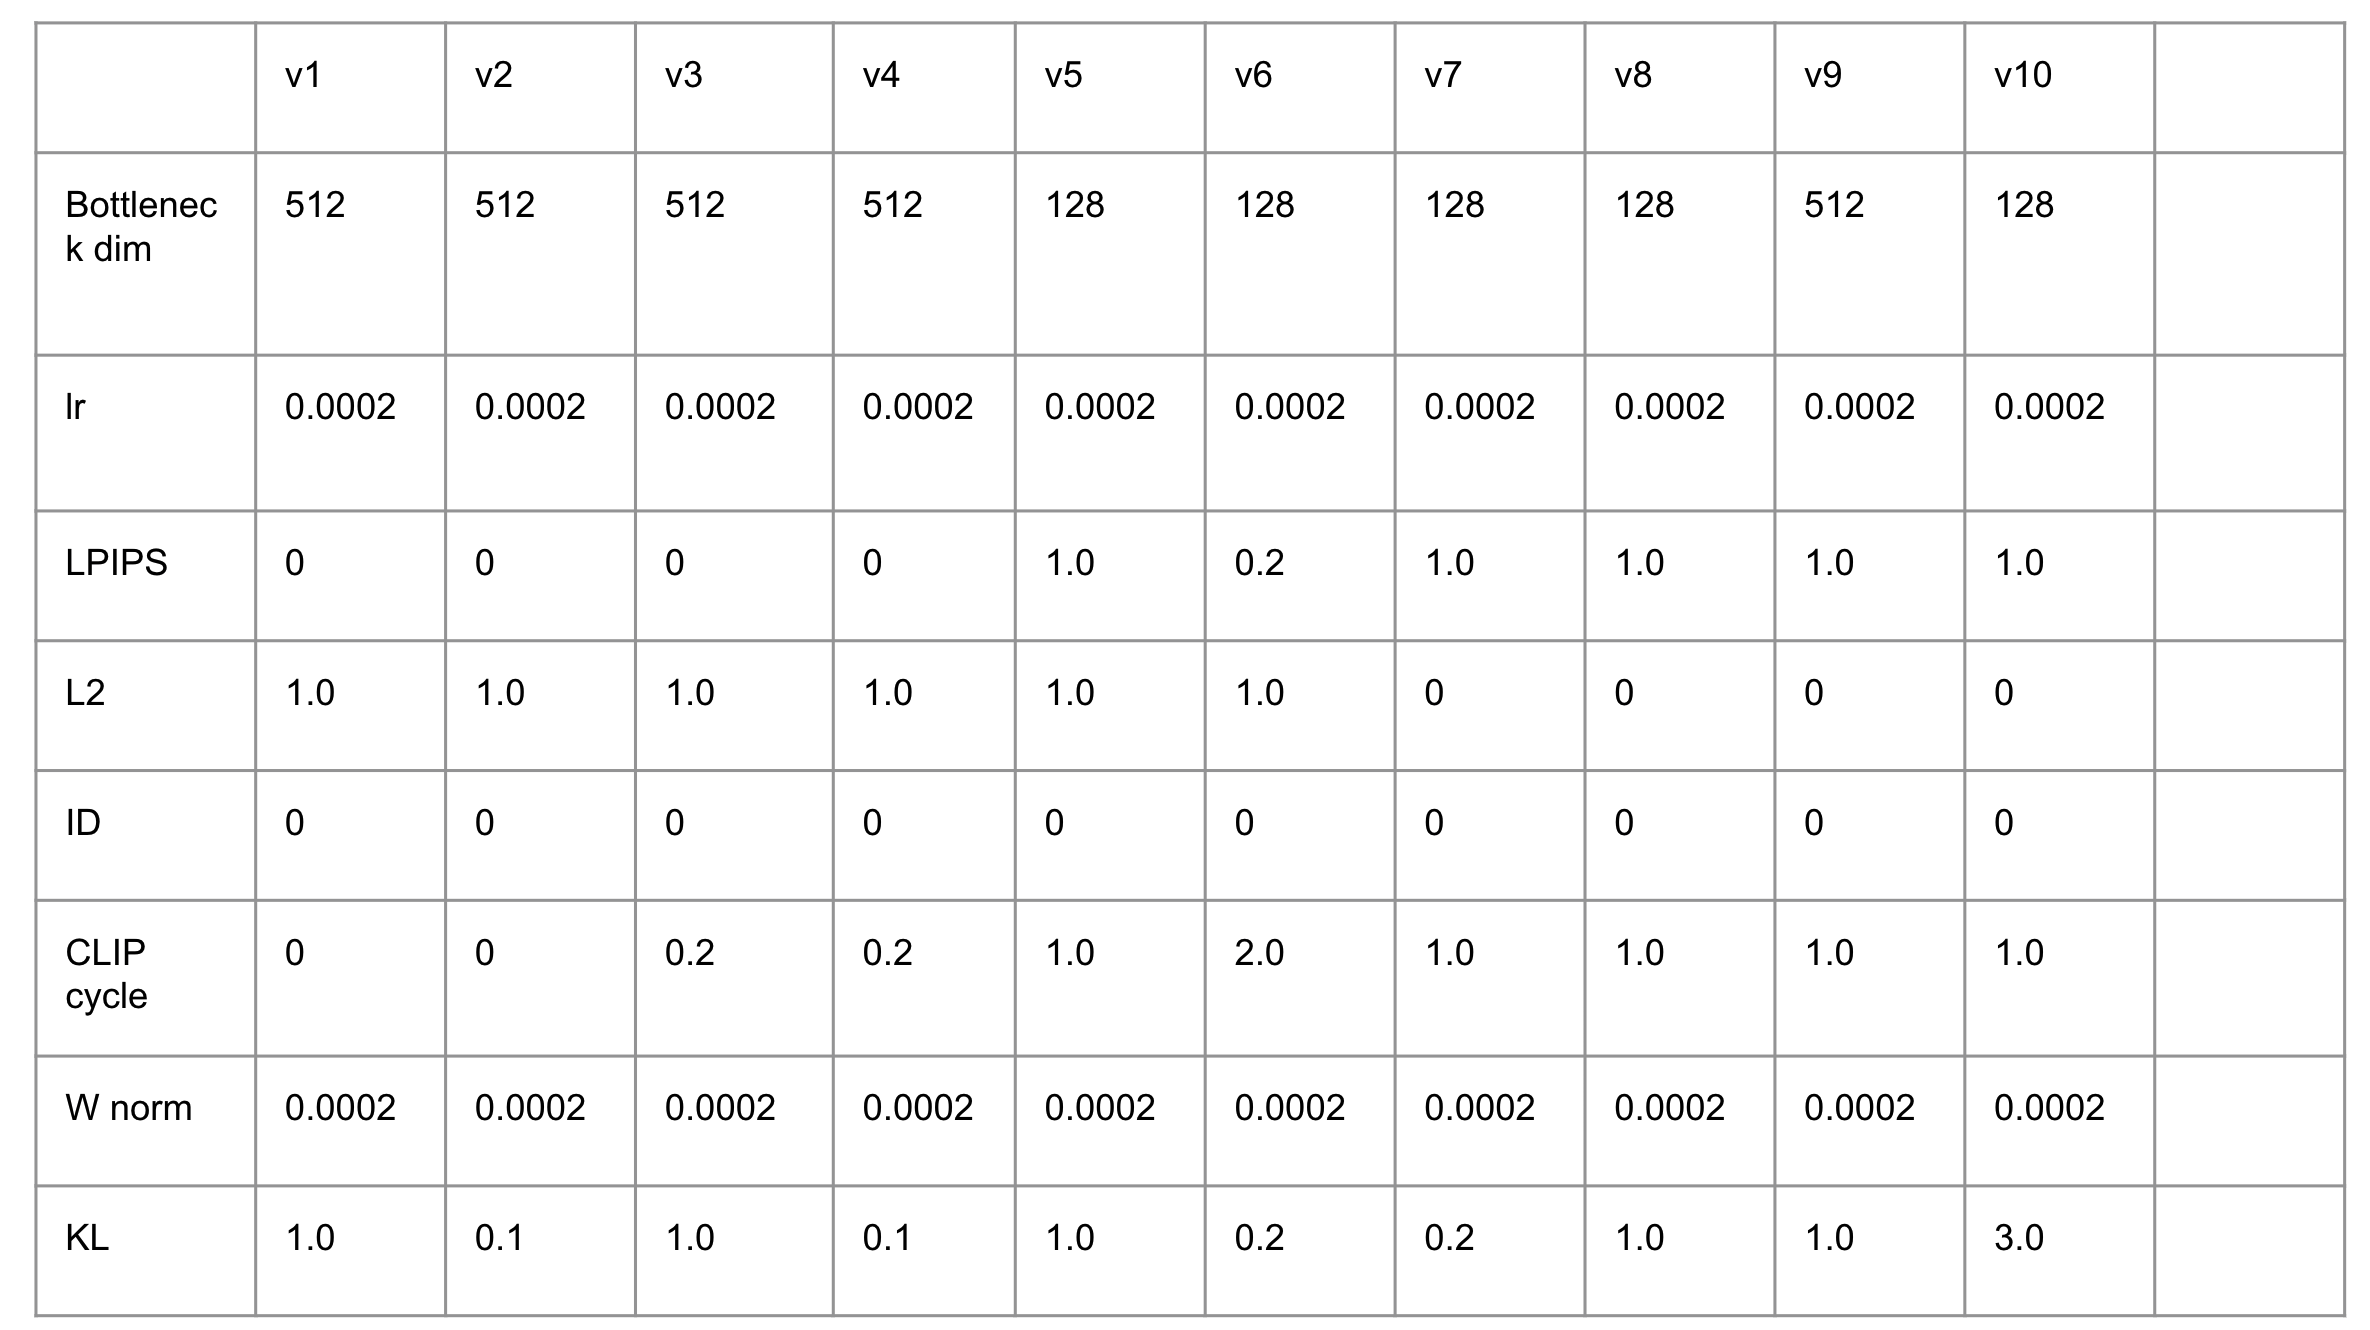 v1 v2 v3 v4 v5 v6 v7 v8 v9 v10
Bottlenec 512 512 512 512 128 128 128 128 512 128
k dim
lr 0.0002 0.0002 0.0002 0.0002 0.0002 0.0002 0.0002 0.0002 0.0002 0.0002
LPIPS 0 0 0 0 1.0 0.2 1.0 1.0 1.0 1.0
L2 1.0 1.0 1.0 1.0 1.0 1.0 0 0 0 0
ID 0 0 0 0 0 0 0 0 0 0
CLIP 0 0 0.2 0.2 1.0 2.0 1.0 1.0 1.0 1.0
cycle
W norm 0.0002 0.0002 0.0002 0.0002 0.0002 0.0002 0.0002 0.0002 0.0002 0.0002
KL 1.0 0.1 1.0 0.1 1.0 0.2 0.2 1.0 1.0 3.0